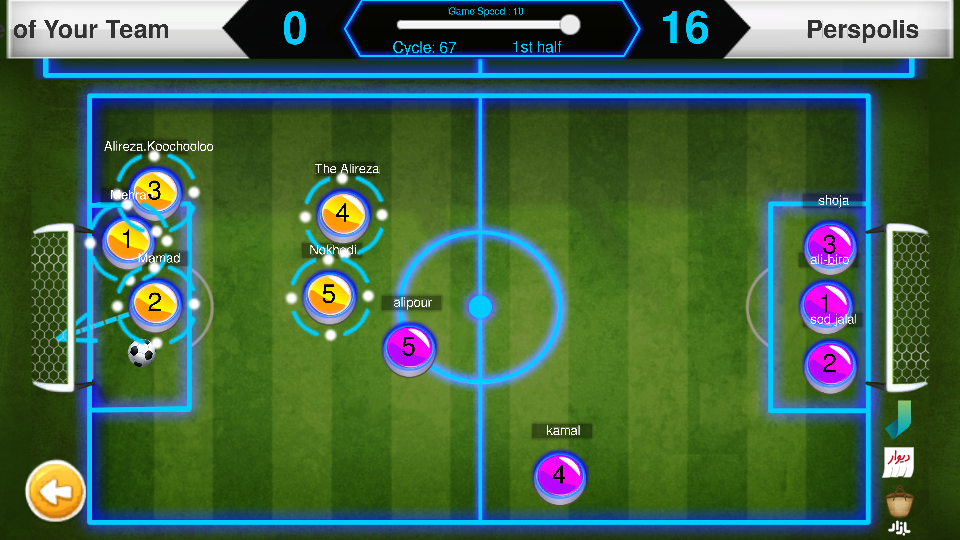 of Your Team
0
Game Speed : 10
Cycle: 67
1st half
16
Perspolis
Alireza.Koochooloo
3
Mehra
1
Mamad
2
The Alireza
4
Nokhodi
5
alipour
5
kamal
4
shoja
3
ali-biro
1
sed jalal
2
دیوار
بازار